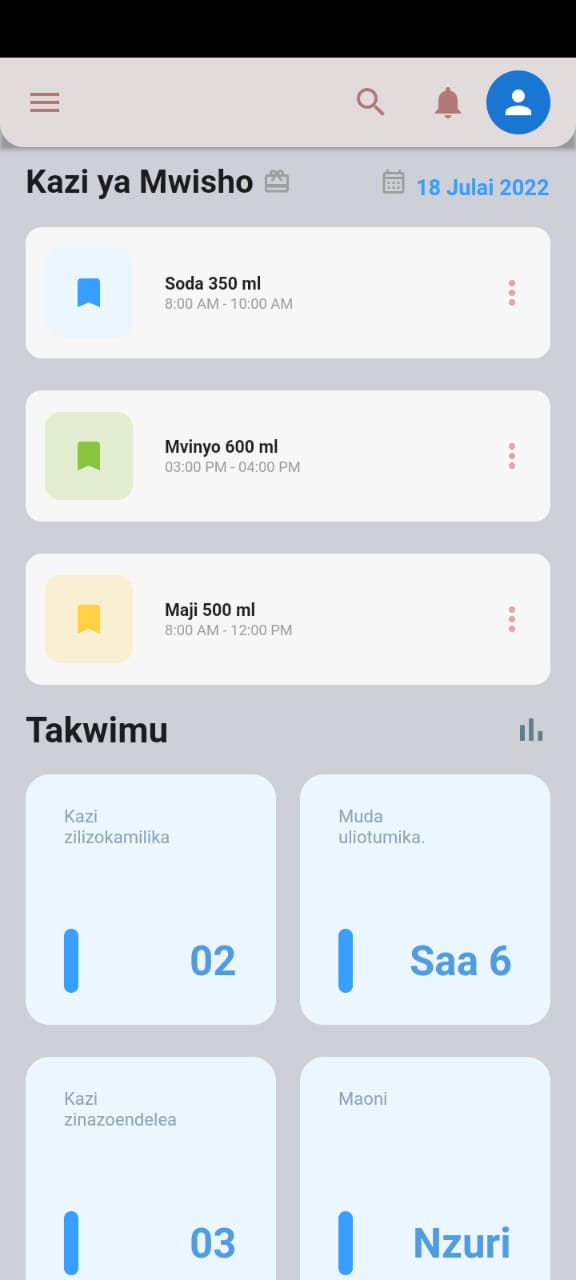 Kazi ya Mwisho
18 Julai 2022
Soda 350 ml
8:00 AM - 10:00 AM
Mvinyo 600 ml
03:00 PM - 04:00 PM
Maji 500 ml
8:00 AM - 12:00 PM
Takwimu
Kazi
zilizokamilika
02
Muda
uliotumika.
Saa 6
Kazi
zinazoendelea
03
Maoni
Nzuri